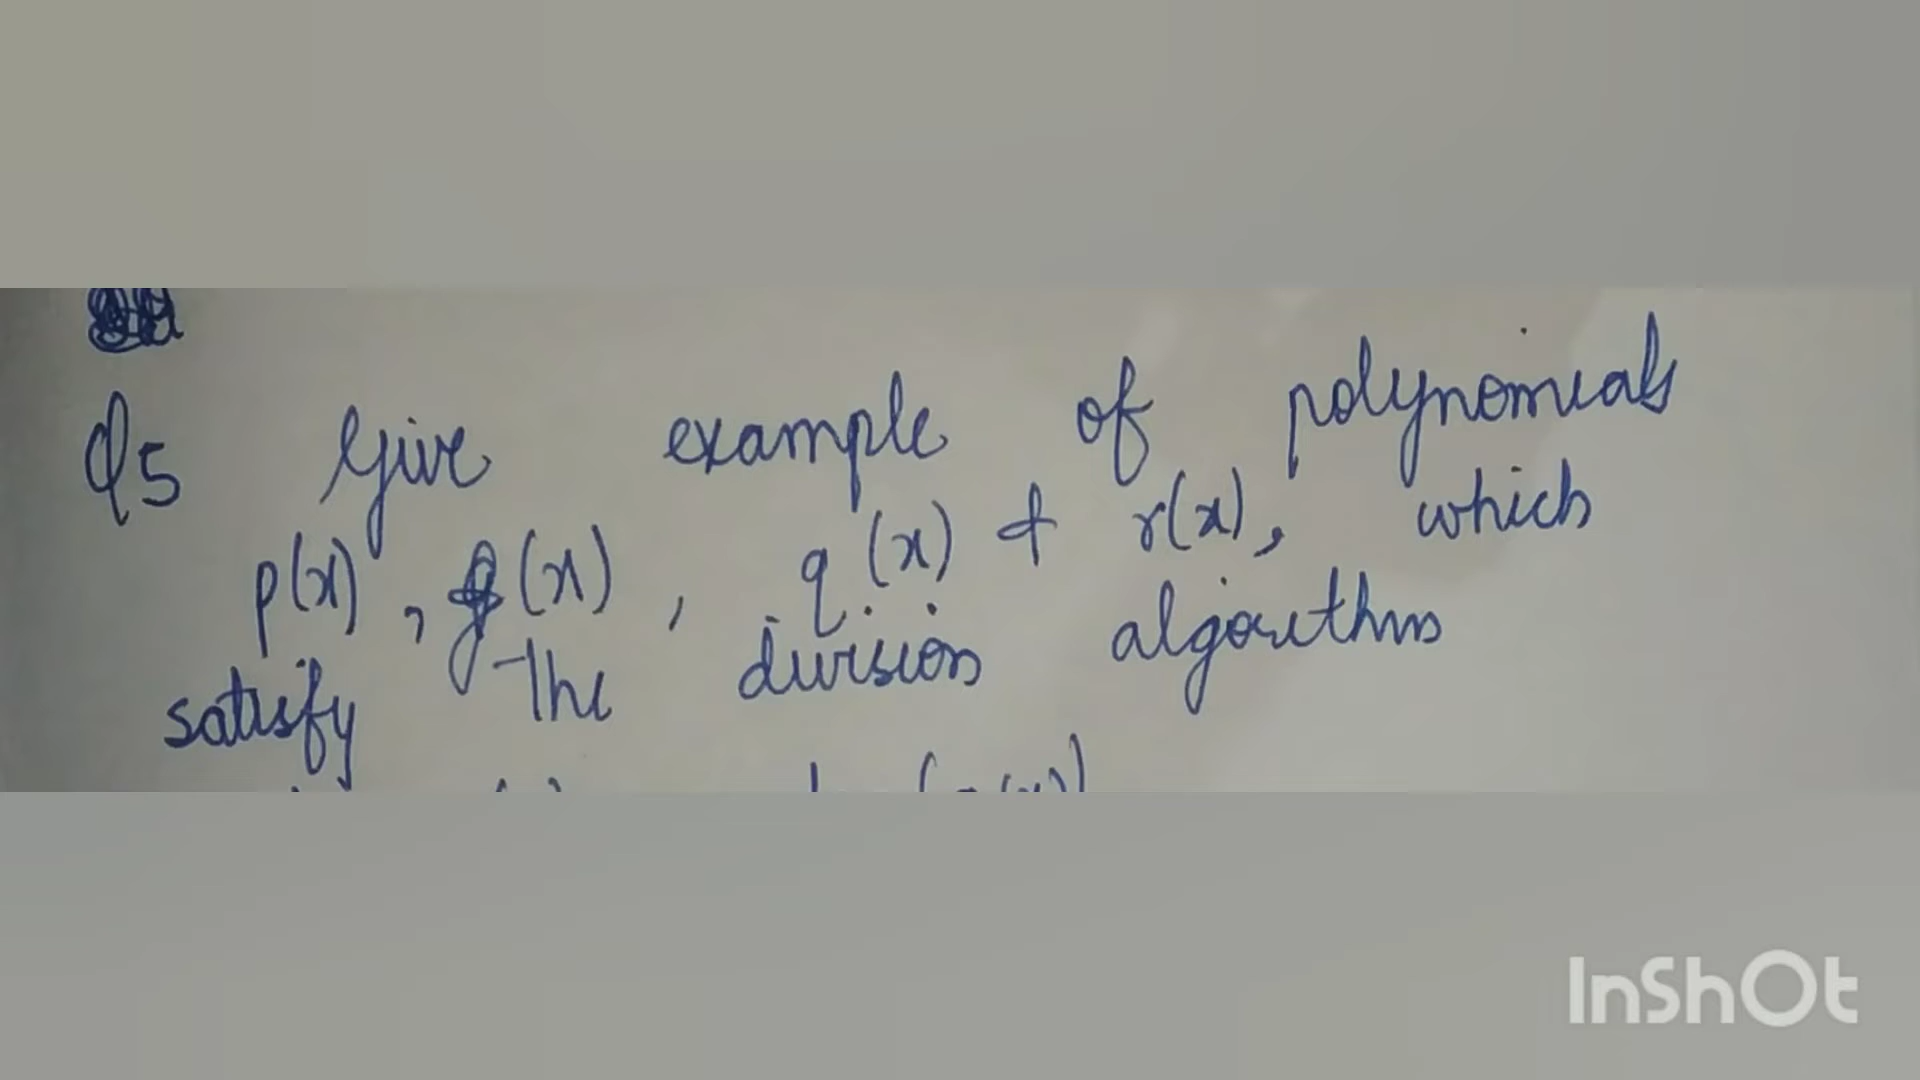 Q5 Give example of polynomials
p(x), g(x), q(x) & r(x), which
satisfy the division algorithm
InShOt